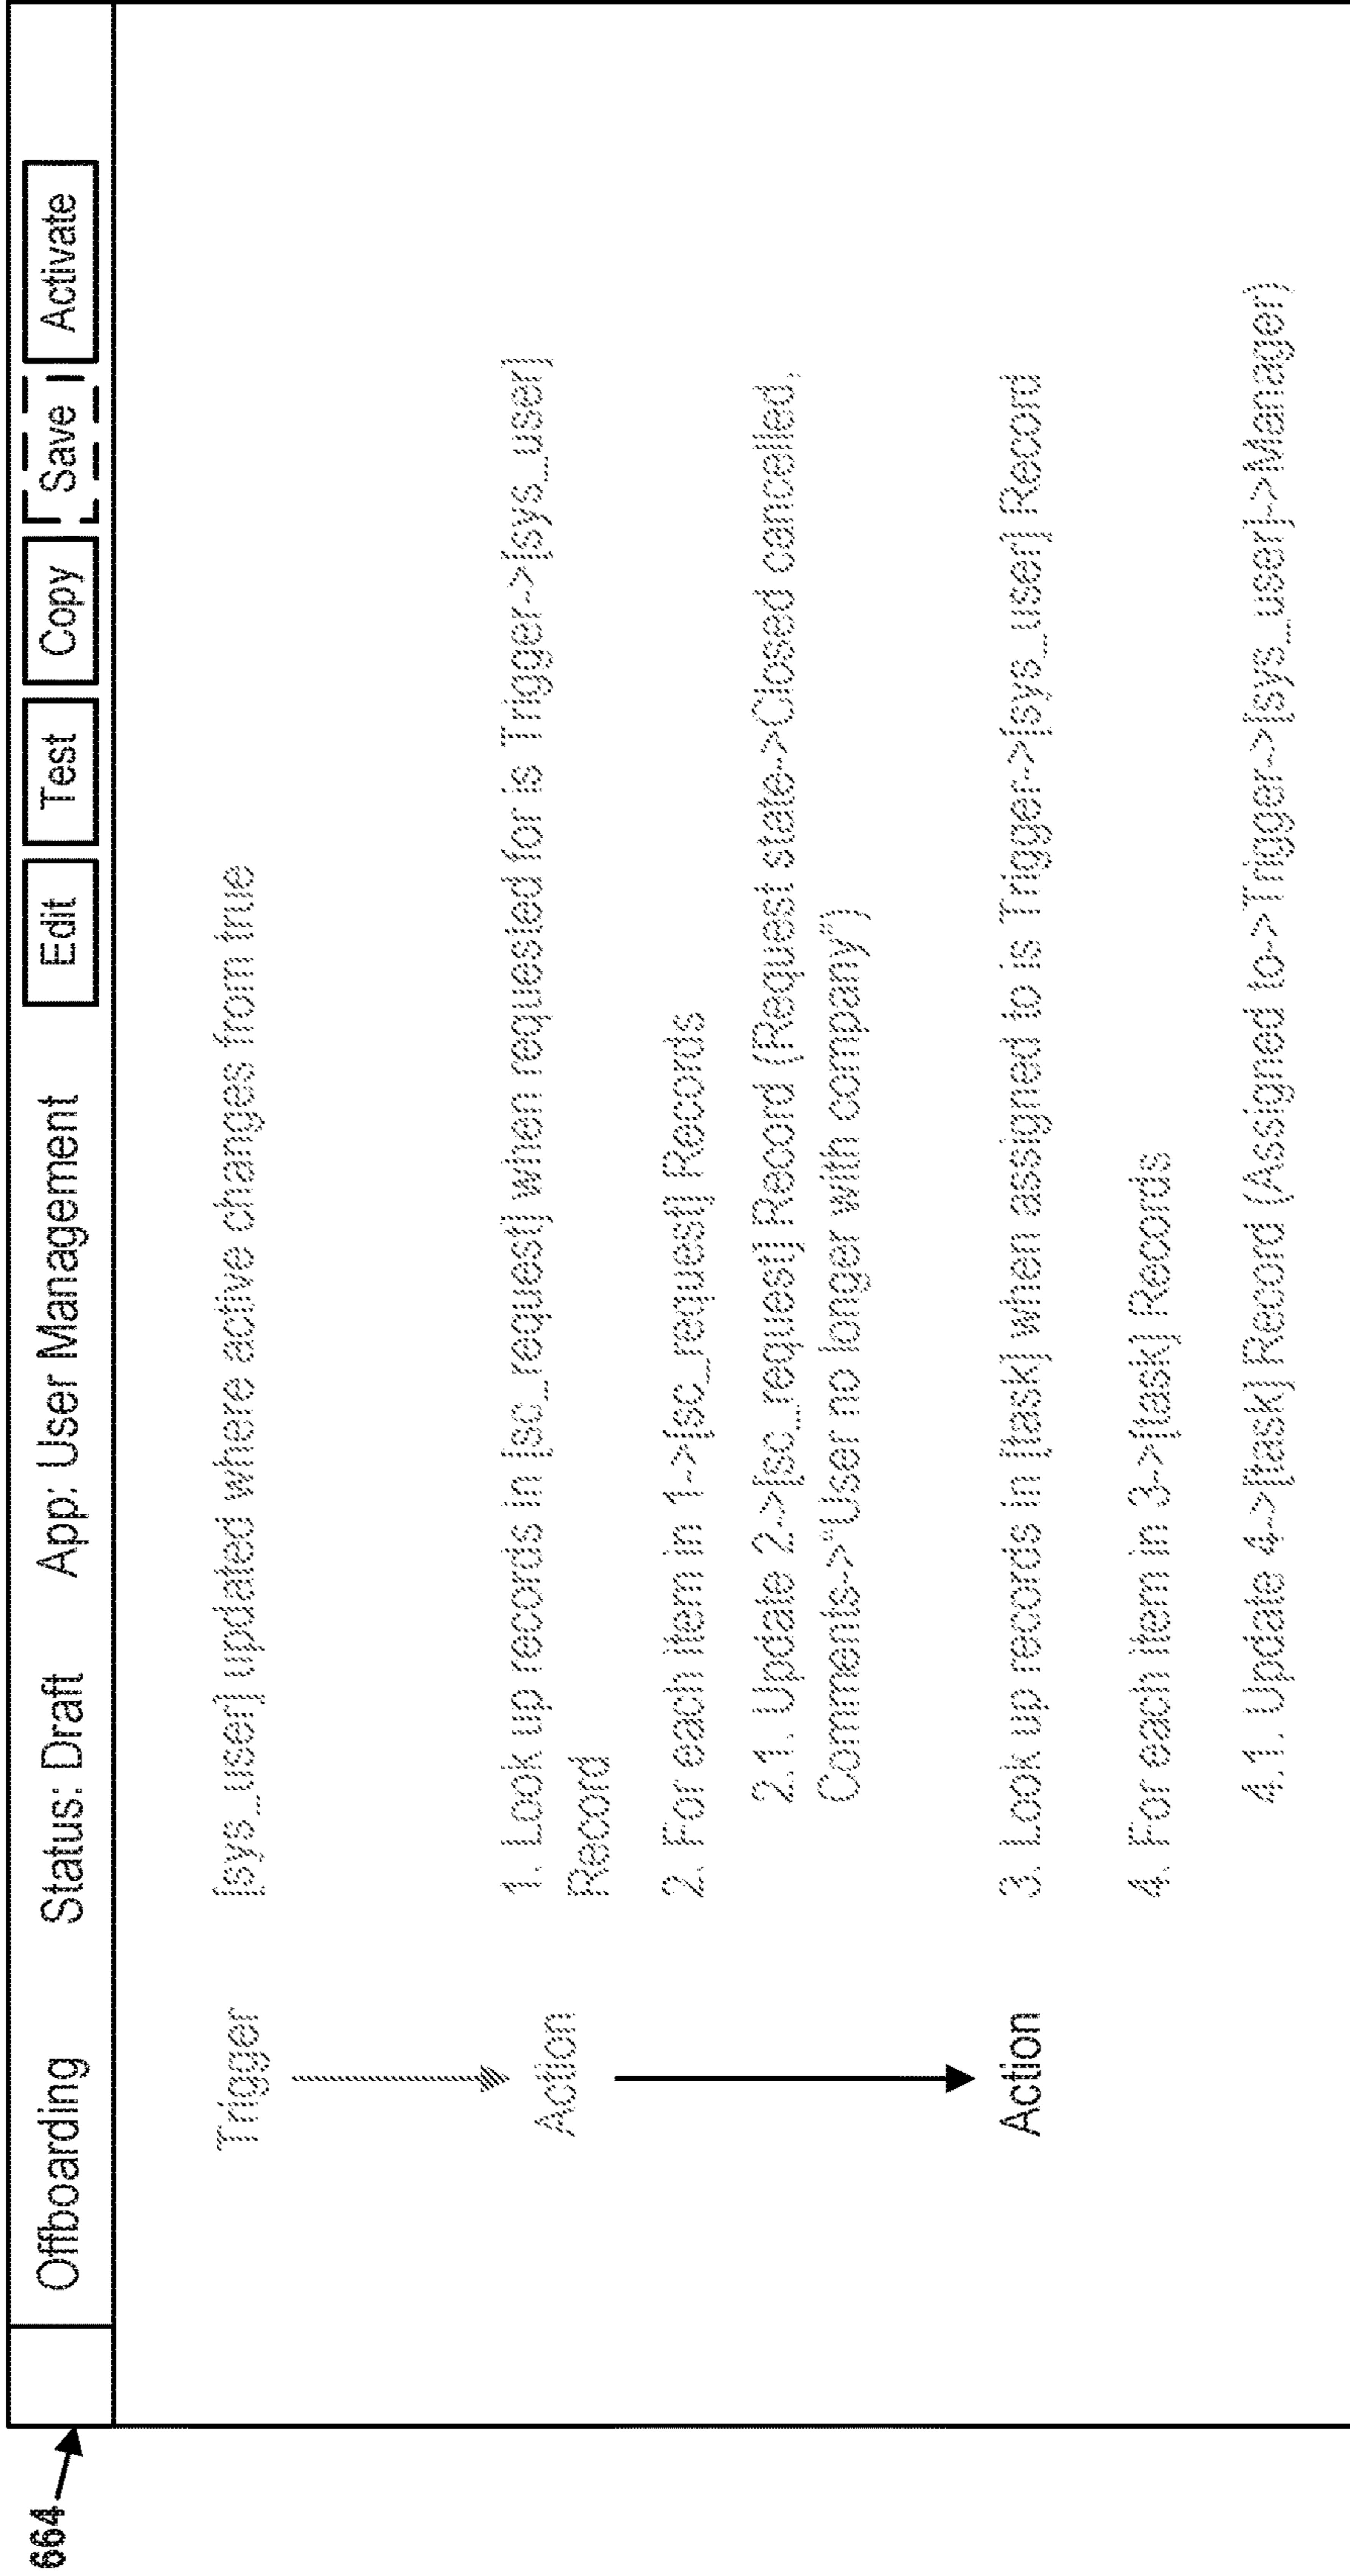 664
Offboarding Status: Draft App: User Management Edit Test Copy Save Activate
Trigger [sys_user] updated where active changes from true
Action 1. Look up records in [sc_request] when requested for is Trigger->[sys_user]
Record
2. For each item in 1->[sc_request] Records
2.1. Update 2->[sc_request] Record (Request state->Closed cancelled,
Comments->"User no longer with company")
Action 3. Look up records in [task] when assigned to is Trigger->[sys_user] Record
4. For each item in 3->[task] Records
4.1. Update 4->[task] Record (Assigned to->Trigger->[sys_user]->Manager)